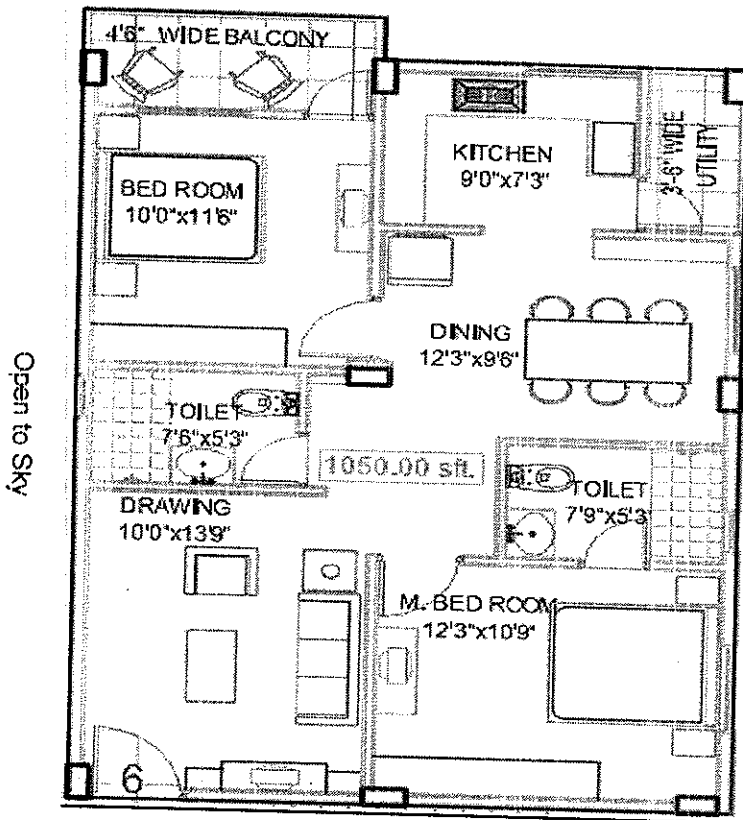 4'6" WIDE BALCONY
KITCHEN
9'0"x7'3"
3'-6" WIDE
UTILITY
BED ROOM
10'0"x11'6"
DINING
12'3"x9'6"
Open to Sky
TOILET
7'6"x5'3"
1050.00 sft.
TOILET
7'9"x5'3
DRAWING
10'0"x13'9"
M. BED ROOM
12'3"x10'9"
6